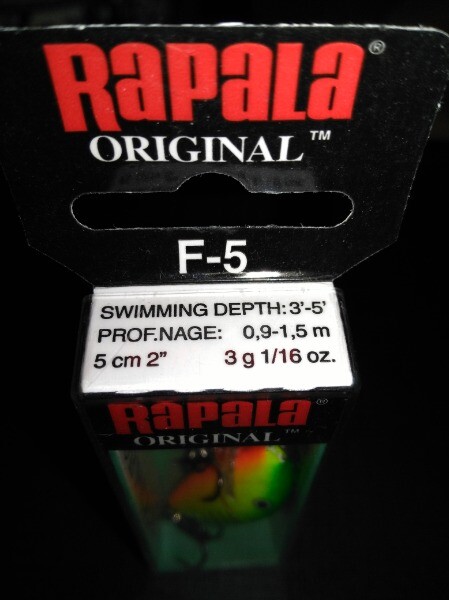 RAPALA®
ORIGINAL™
F-5
SWIMMING DEPTH: 3'-5'
PROF.NAGE: 0,9-1,5 m
5 cm 2" 3 g 1/16 oz.
RAPALA®
ORIGINAL™